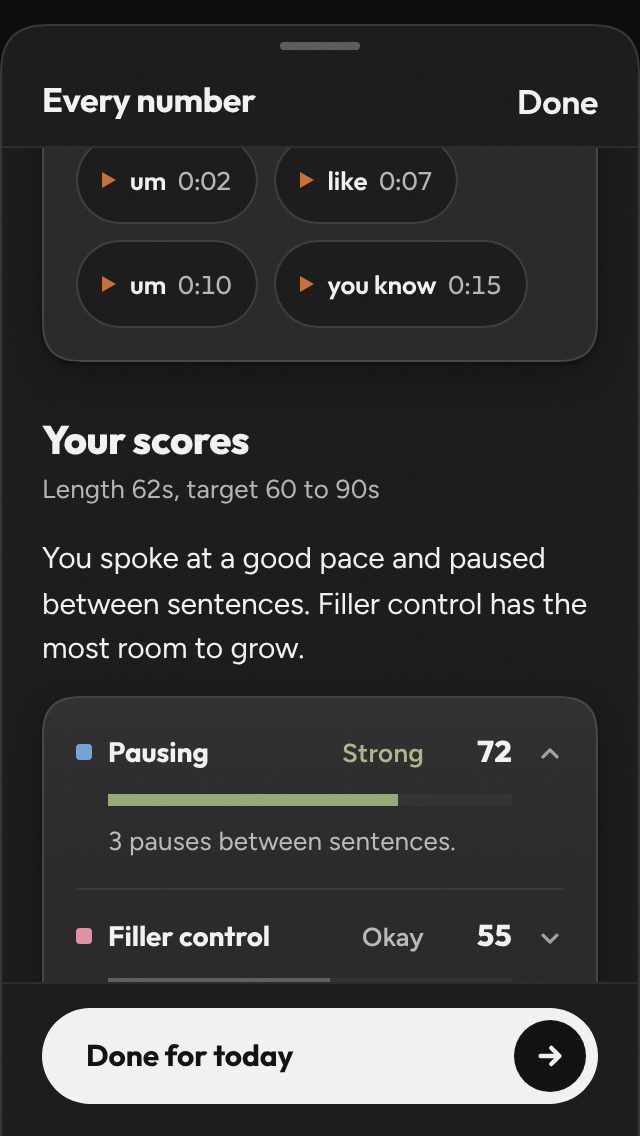 Every number
Done
um 0:02
like 0:07
um 0:10
you know 0:15
Your scores
Length 62s, target 60 to 90s
You spoke at a good pace and paused
between sentences. Filler control has the
most room to grow.
Pausing Strong 72
3 pauses between sentences.
Filler control Okay 55
Done for today